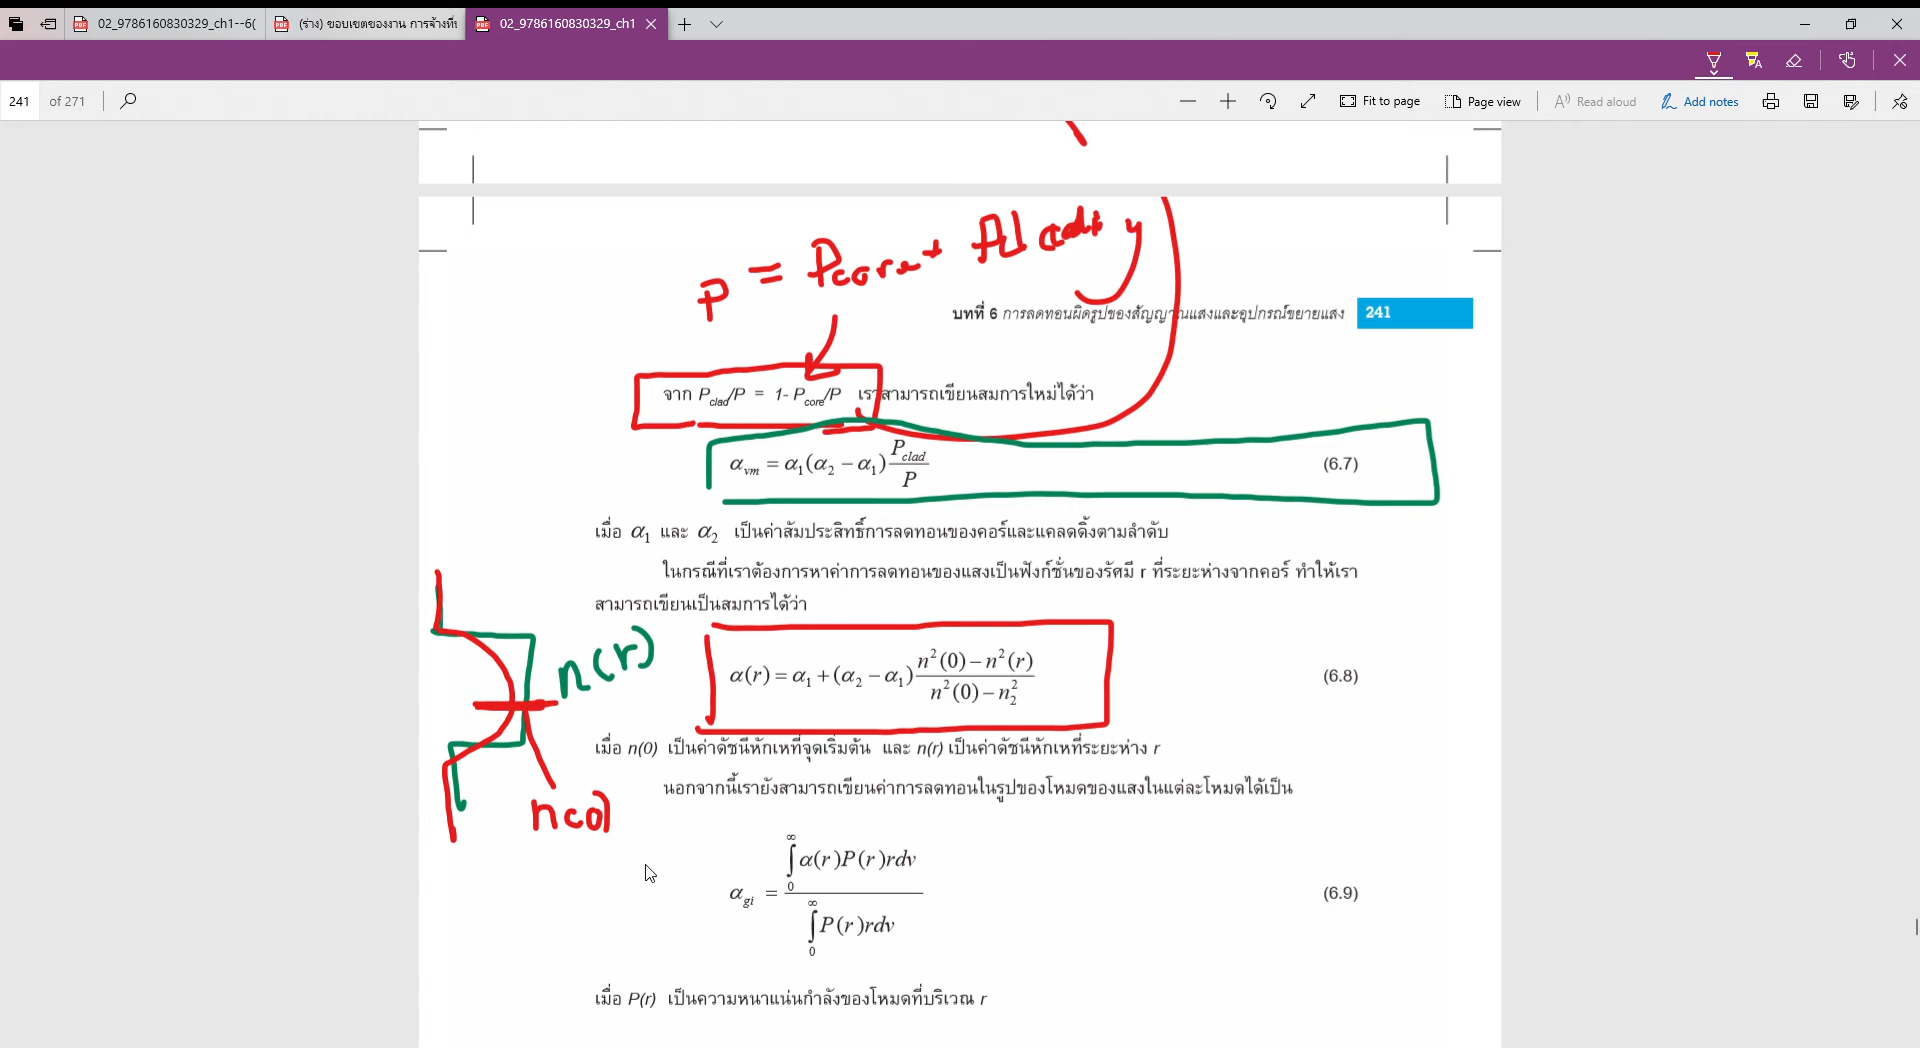 02_9786160830329_ch1--6(
(ร่าง) ขอบเขตของงาน การจ้างที่ป
02_9786160830329_ch1
241 of 271
Fit to page
Page view
Read aloud
Add notes
P = Pcore +
บทที่ 6 การลดทอนผิดรูปของสัญญาณแสงและอุปกรณ์ขยายแสง 241
จาก P_clad/P = 1- P_core/P เราสามารถเขียนสมการใหม่ได้ว่า
α_vm = α_1(α_2 − α_1) P_clad/P (6.7)
เมื่อ α_1 และ α_2 เป็นค่าสัมประสิทธิ์การลดทอนของคอร์และแคลดดิ้งตามลำดับ
ในกรณีที่เราต้องการหาค่าการลดทอนของแสงเป็นฟังก์ชั่นของรัศมี r ที่ระยะห่างจากคอร์ ทำให้เรา
สามารถเขียนเป็นสมการได้ว่า
n(r)
α(r) = α_1 + (α_2 − α_1) (n²(0) − n²(r))/(n²(0) − n_2²) (6.8)
เมื่อ n(0) เป็นค่าดัชนีหักเหที่จุดเริ่มต้น และ n(r) เป็นค่าดัชนีหักเหที่ระยะห่าง r
นอกจากนี้เรายังสามารถเขียนค่าการลดทอนในรูปของโหมดของแสงในแต่ละโหมดได้เป็น
n(0)
α_gi = ∫_0^∞ α(r)P(r)rdv / ∫_0^∞ P(r)rdv (6.9)
เมื่อ P(r) เป็นความหนาแน่นกำลังของโหมดที่บริเวณ r